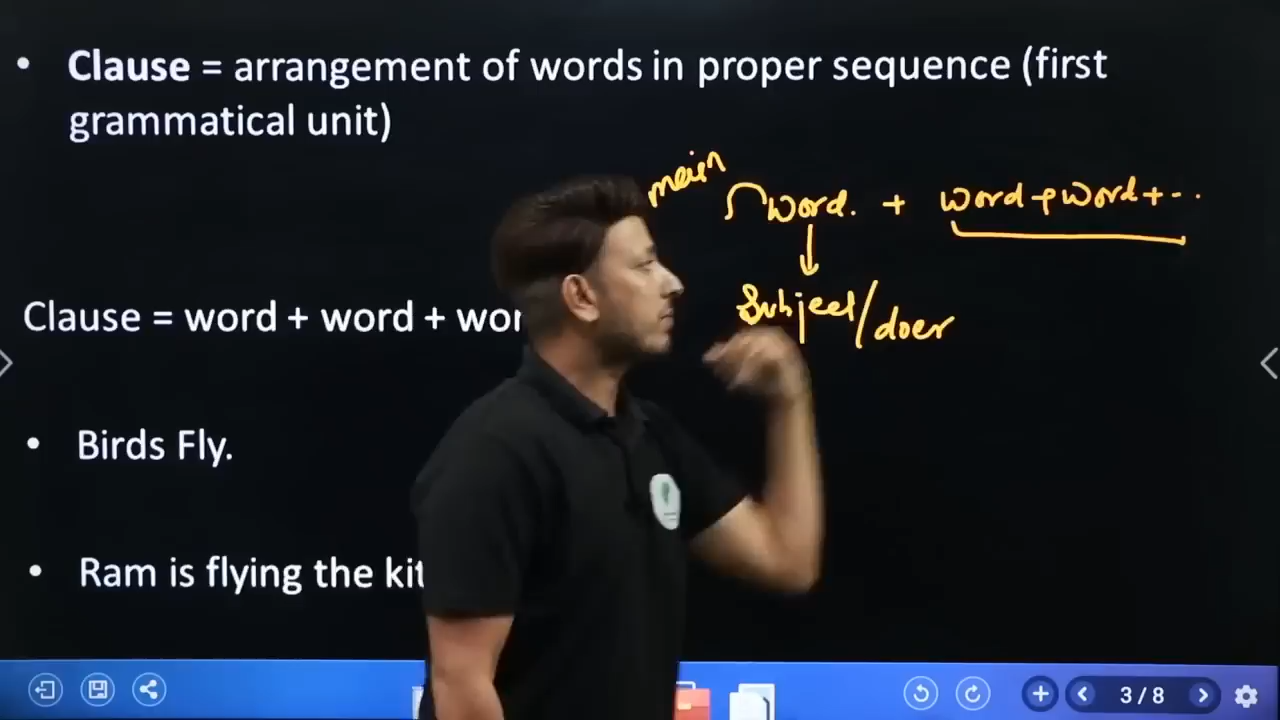 • Clause = arrangement of words in proper sequence (first
grammatical unit)
main word. + word + word + ...
Subject/doer
Clause = word + word + wor
• Birds Fly.
• Ram is flying the kit
3 / 8